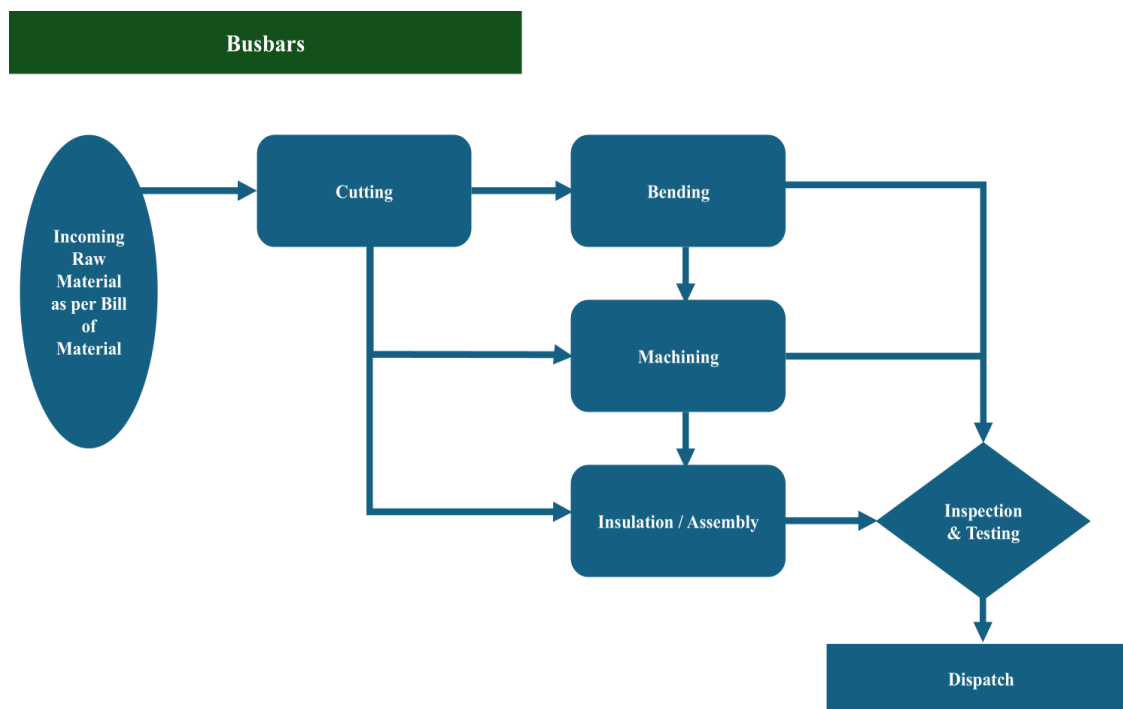 Busbars
Incoming
Raw
Material
as per Bill
of
Material
Cutting
Bending
Machining
Insulation / Assembly
Inspection
& Testing
Dispatch